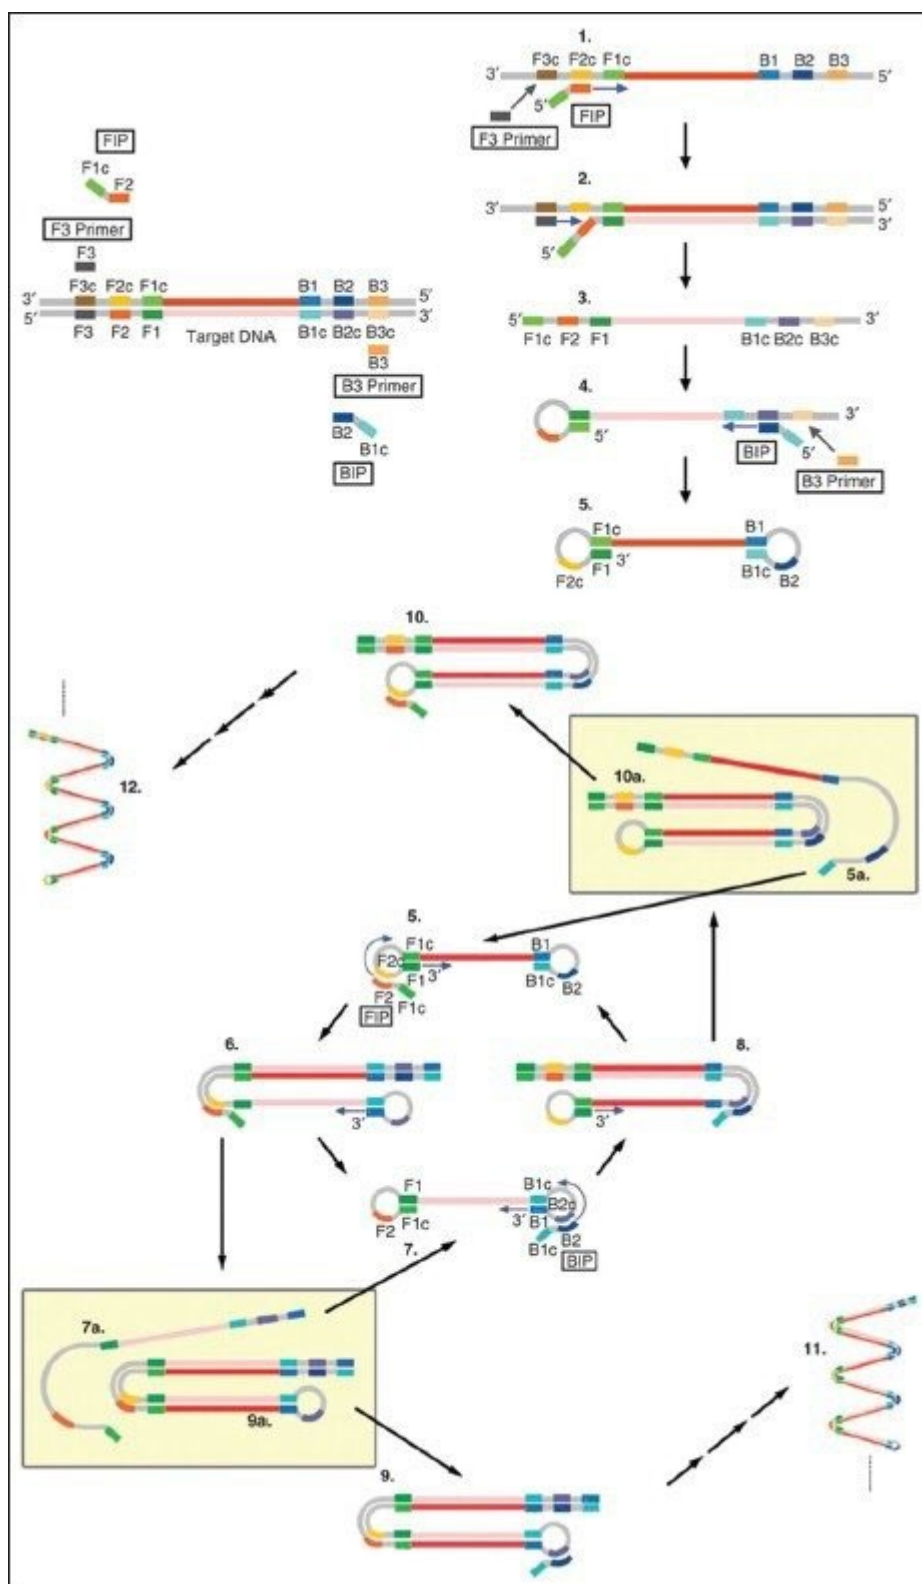 1.
F3c F2c F1c B1 B2 B3
3′ 5′
5′
F3 Primer FIP
2.
3′ 5′
3′
5′
3.
5′ 3′
F1c F2 F1 B1c B2c B3c
4.
5′ 3′
BIP 5′
B3 Primer
5.
F1c B1
F2c F1 3′ B1c B2
FIP
F1c F2
F3 Primer
F3
F3c F2c F1c B1 B2 B3
3′ 5′
5′ 3′
F3 F2 F1 Target DNA B1c B2c B3c
B3
B3 Primer
B2
B1c
BIP
10.
12.
10a.
5a.
5.
F1c B1
F2c
F1 3′ B1c B2
F2 F1c
FIP
6.
3′
8.
3′
F1 B1c
B2c
F2 F1c 3′ B1
B1c B2
7. BIP
7a.
9a.
11.
9.